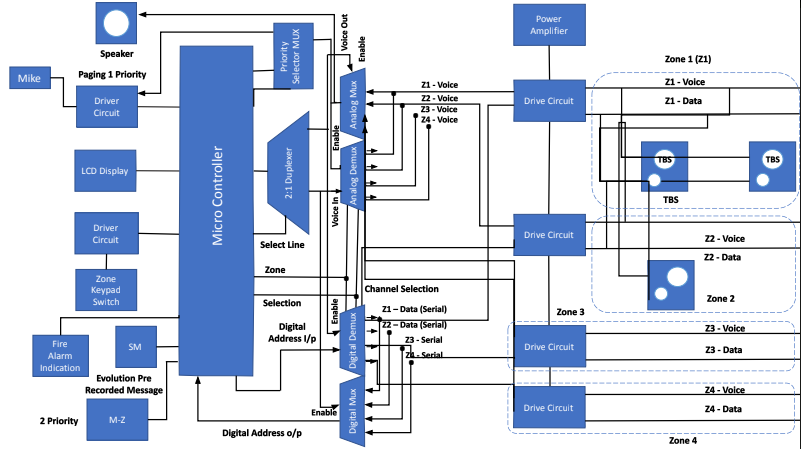 Speaker
Priority
Selector MUX
Voice Out
Enable
Power
Amplifier
Zone 1 (Z1)
Mike
Paging 1 Priority
Driver
Circuit
Analog Mux
Z1 - Voice
Z2 - Voice
Z3 - Voice
Z4 - Voice
Drive Circuit
Z1 - Voice
Z1 - Data
Micro Controller
LCD Display
2:1 Duplexer
Enable
Analog Demux
TBS
TBS
TBS
Voice In
Driver
Circuit
Select Line
Drive Circuit
Z2 - Voice
Z2 - Data
Zone
Keypad
Switch
Zone
Selection
Channel Selection
Zone 2
Enable
Digital Demux
Z1 – Data (Serial)
Z2 – Data (Serial)
Z3 - Serial
Z4 - Serial
Zone 3
Fire
Alarm
Indication
SM
Digital
Address I/p
Drive Circuit
Z3 - Voice
Z3 - Data
Evolution Pre
Recorded Message
2 Priority
M-Z
Digital Address o/p
Enable
Digital Mux
Drive Circuit
Z4 - Voice
Z4 - Data
Zone 4